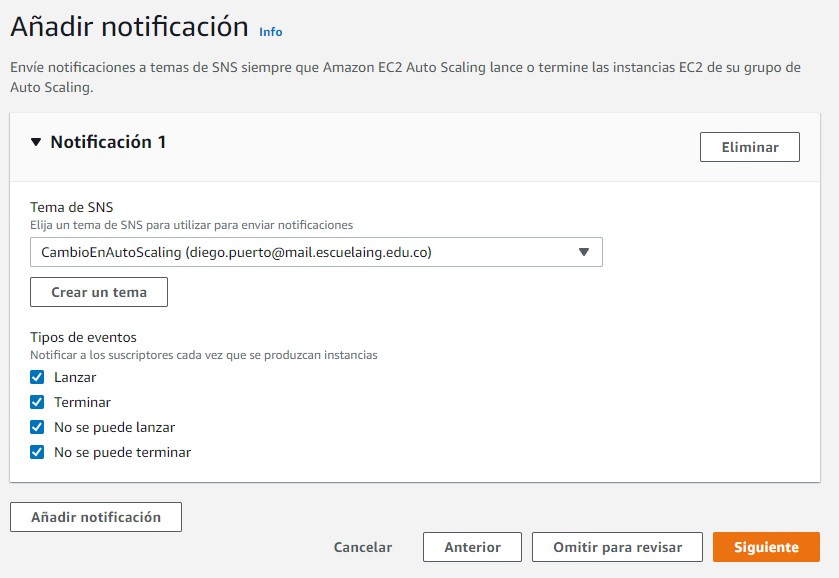 Añadir notificación Info
Envíe notificaciones a temas de SNS siempre que Amazon EC2 Auto Scaling lance o termine las instancias EC2 de su grupo de
Auto Scaling.
Notificación 1
Eliminar
Tema de SNS
Elija un tema de SNS para utilizar para enviar notificaciones
CambioEnAutoScaling (diego.puerto@mail.escuelaing.edu.co)
Crear un tema
Tipos de eventos
Notificar a los suscriptores cada vez que se produzcan instancias
Lanzar
Terminar
No se puede lanzar
No se puede terminar
Añadir notificación
Cancelar
Anterior
Omitir para revisar
Siguiente